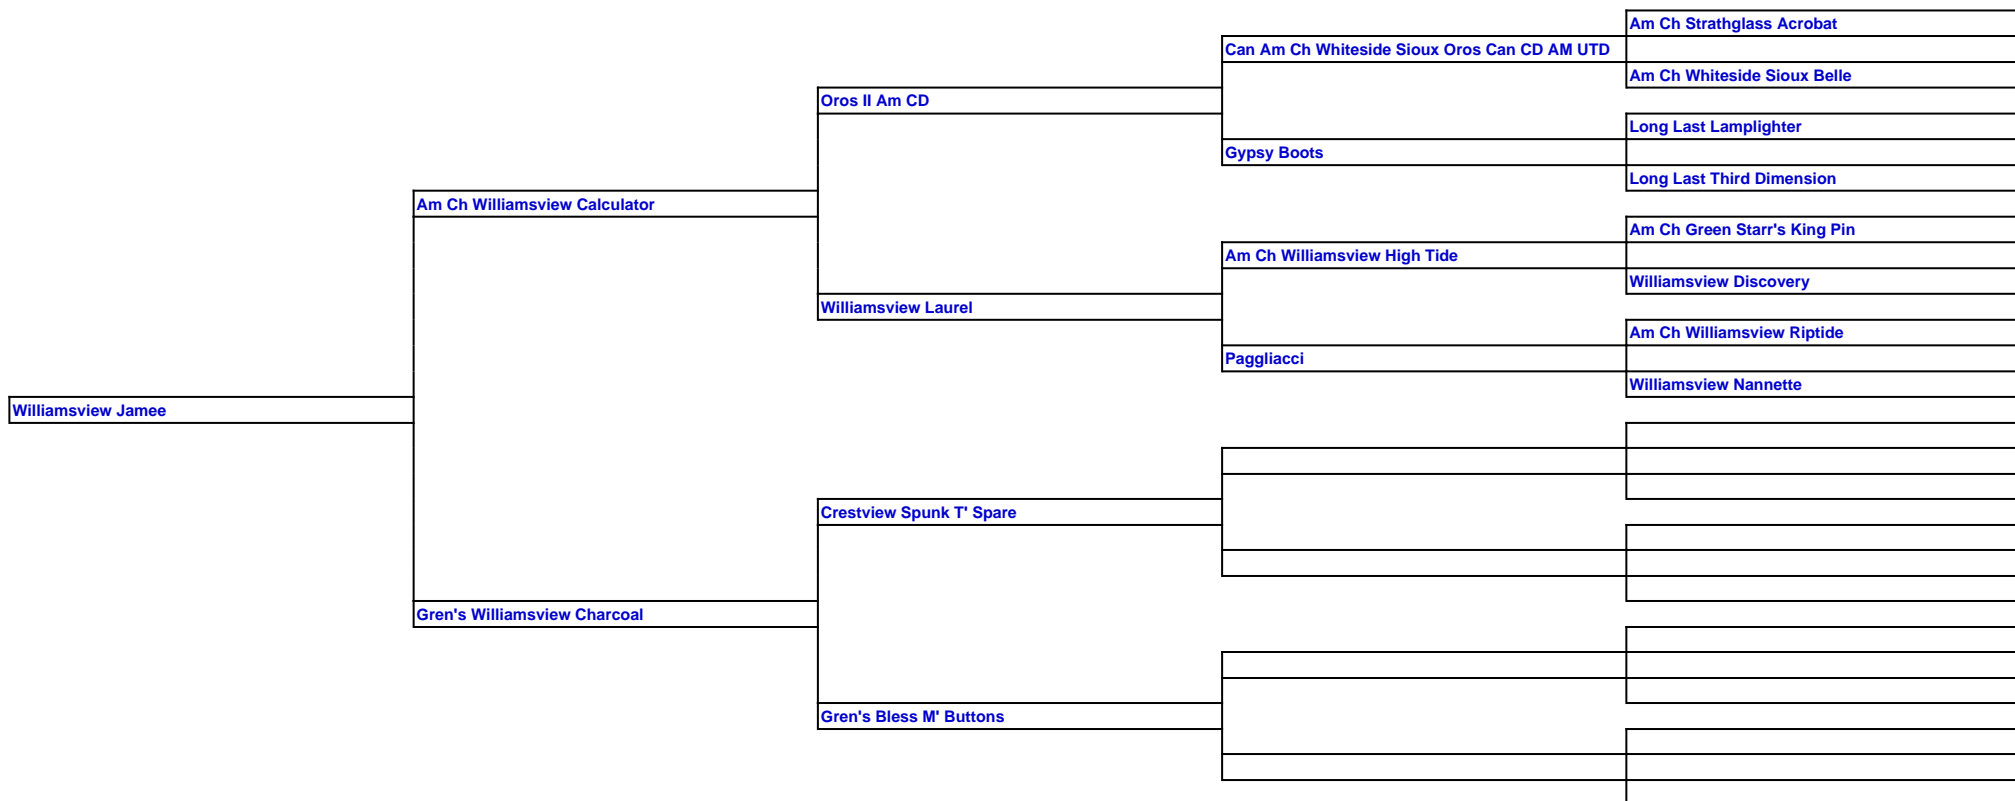 Am Ch Strathglass Acrobat
Can Am Ch Whiteside Sioux Oros Can CD AM UTD
Am Ch Whiteside Sioux Belle
Oros II Am CD
Long Last Lamplighter
Gypsy Boots
Long Last Third Dimension
Am Ch Williamsview Calculator
Am Ch Green Starr's King Pin
Am Ch Williamsview High Tide
Williamsview Discovery
Williamsview Laurel
Am Ch Williamsview Riptide
Paggliacci
Williamsview Nannette
Williamsview Jamee
Crestview Spunk T' Spare
Gren's Williamsview Charcoal
Gren's Bless M' Buttons